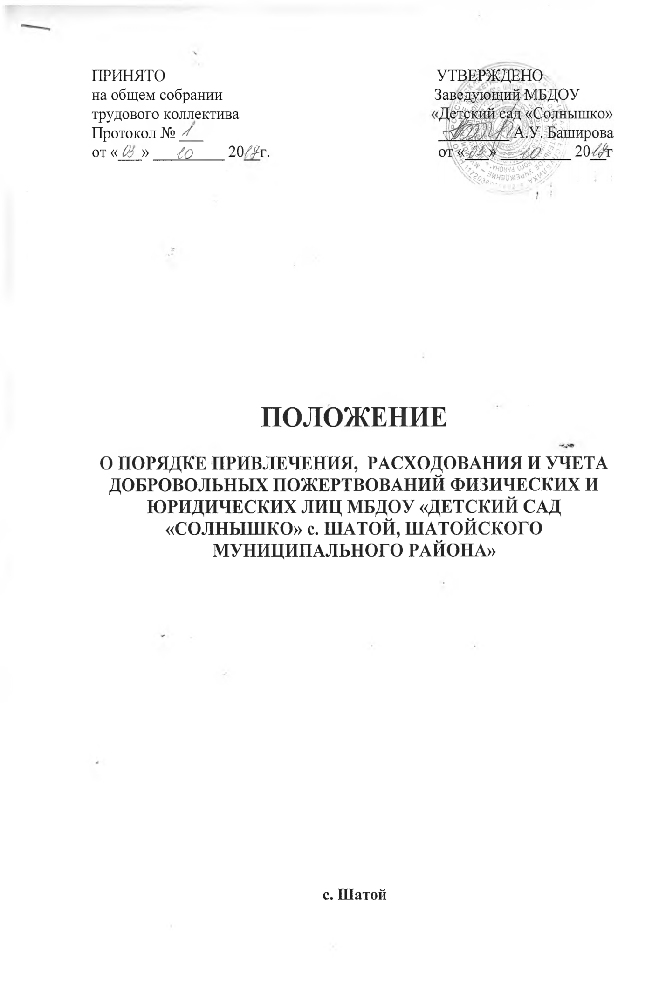 ПРИНЯТО
на общем собрании
трудового коллектива
Протокол № 1
от «03» 10 2017г.
УТВЕРЖДЕНО
Заведующий МБДОУ
«Детский сад «Солнышко»
А.У. Баширова
от «03» 10 2017г
ПОЛОЖЕНИЕ
О ПОРЯДКЕ ПРИВЛЕЧЕНИЯ, РАСХОДОВАНИЯ И УЧЕТА
ДОБРОВОЛЬНЫХ ПОЖЕРТВОВАНИЙ ФИЗИЧЕСКИХ И
ЮРИДИЧЕСКИХ ЛИЦ МБДОУ «ДЕТСКИЙ САД
«СОЛНЫШКО» с. ШАТОЙ, ШАТОЙСКОГО
МУНИЦИПАЛЬНОГО РАЙОНА»
с. Шатой